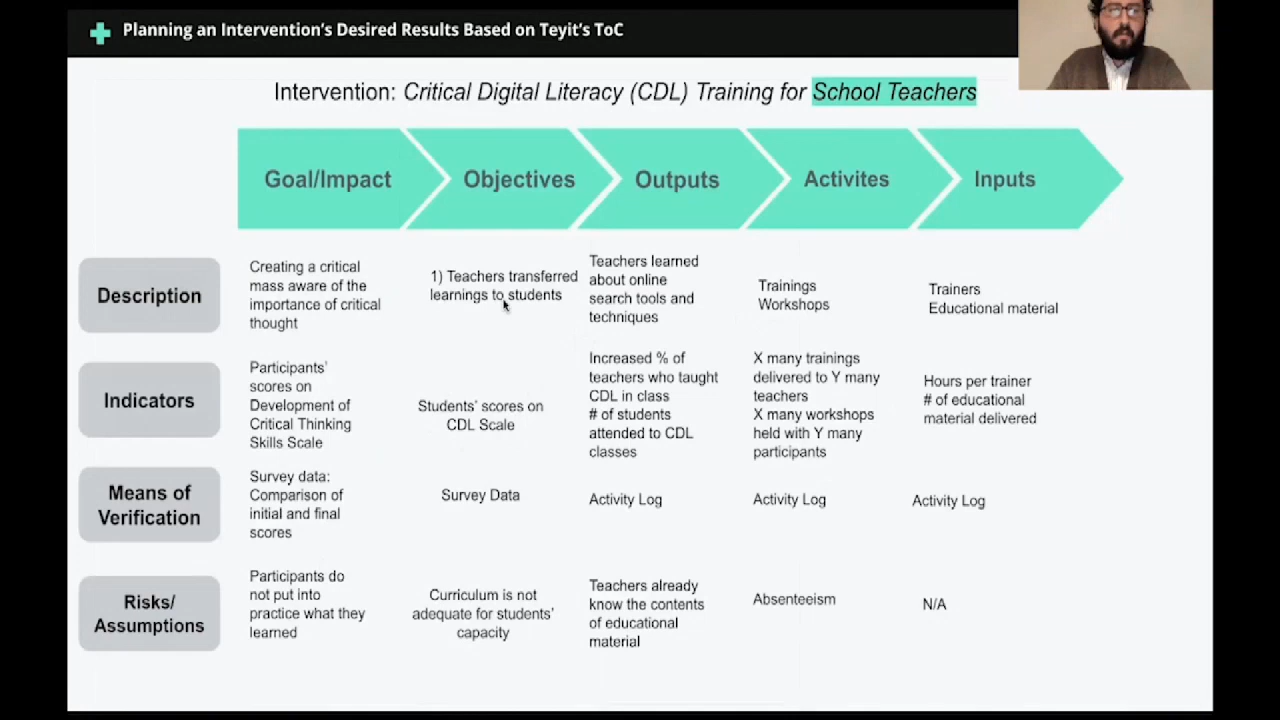 Planning an Intervention's Desired Results Based on Teyit's ToC
Intervention: Critical Digital Literacy (CDL) Training for School Teachers
Goal/Impact
Objectives
Outputs
Activites
Inputs
Description
Creating a critical
mass aware of the
importance of critical
thought
1) Teachers transferred
learnings to students
Teachers learned
about online
search tools and
techniques
Trainings
Workshops
Trainers
Educational material
Indicators
Participants'
scores on
Development of
Critical Thinking
Skills Scale
Students' scores on
CDL Scale
Increased % of
teachers who taught
CDL in class
# of students
attended to CDL
classes
X many trainings
delivered to Y many
teachers
X many workshops
held with Y many
participants
Hours per trainer
# of educational
material delivered
Means of
Verification
Survey data:
Comparison of
initial and final
scores
Survey Data
Activity Log
Activity Log
Activity Log
Risks/
Assumptions
Participants do
not put into
practice what they
learned
Curriculum is not
adequate for students'
capacity
Teachers already
know the contents
of educational
material
Absenteeism
N/A